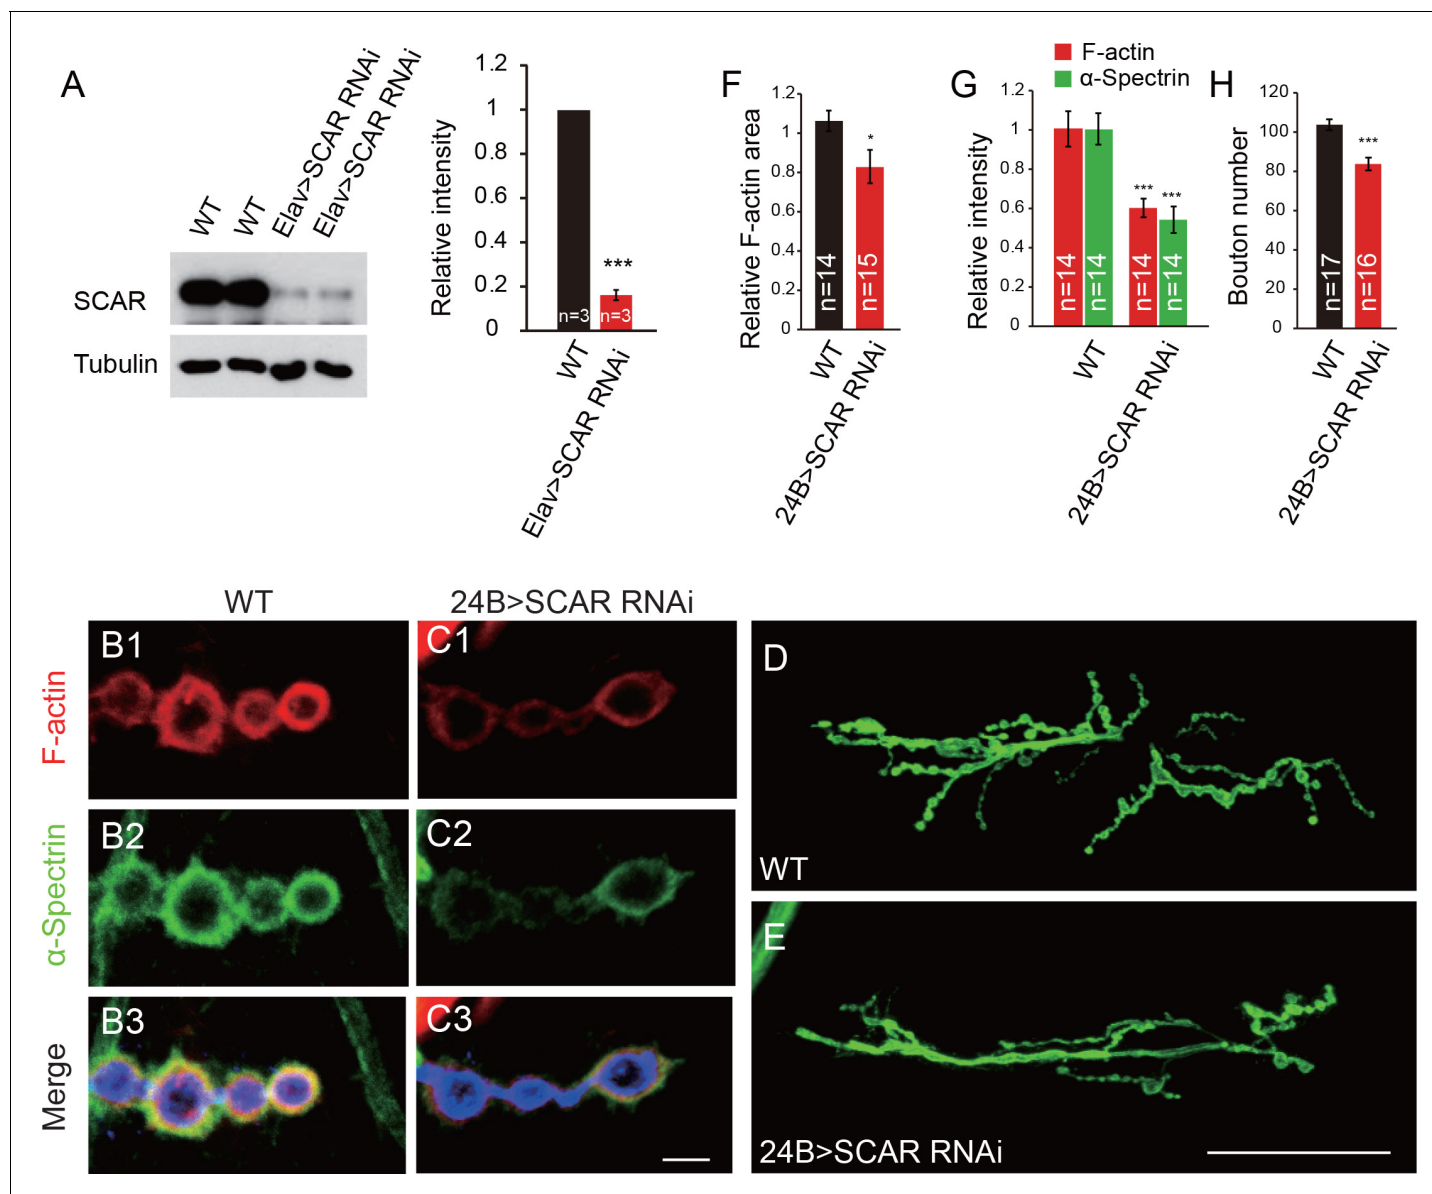 A
WT
WT
Elav>SCAR RNAi
Elav>SCAR RNAi
SCAR
Tubulin
Relative intensity
1.2
1
0.8
0.6
0.4
0.2
0
***
n=3
n=3
WT
Elav>SCAR RNAi
F
Relative F-actin area
1.2
1
0.8
0.6
0.4
0.2
0
*
n=14
n=15
WT
24B>SCAR RNAi
G
F-actin
α-Spectrin
Relative intensity
1.2
1
0.8
0.6
0.4
0.2
0
***
***
n=14
n=14
n=14
n=14
WT
24B>SCAR RNAi
H
Bouton number
120
100
80
60
40
20
0
***
n=17
n=16
WT
24B>SCAR RNAi
WT
24B>SCAR RNAi
F-actin
B1
C1
α-Spectrin
B2
C2
Merge
B3
C3
D
WT
E
24B>SCAR RNAi